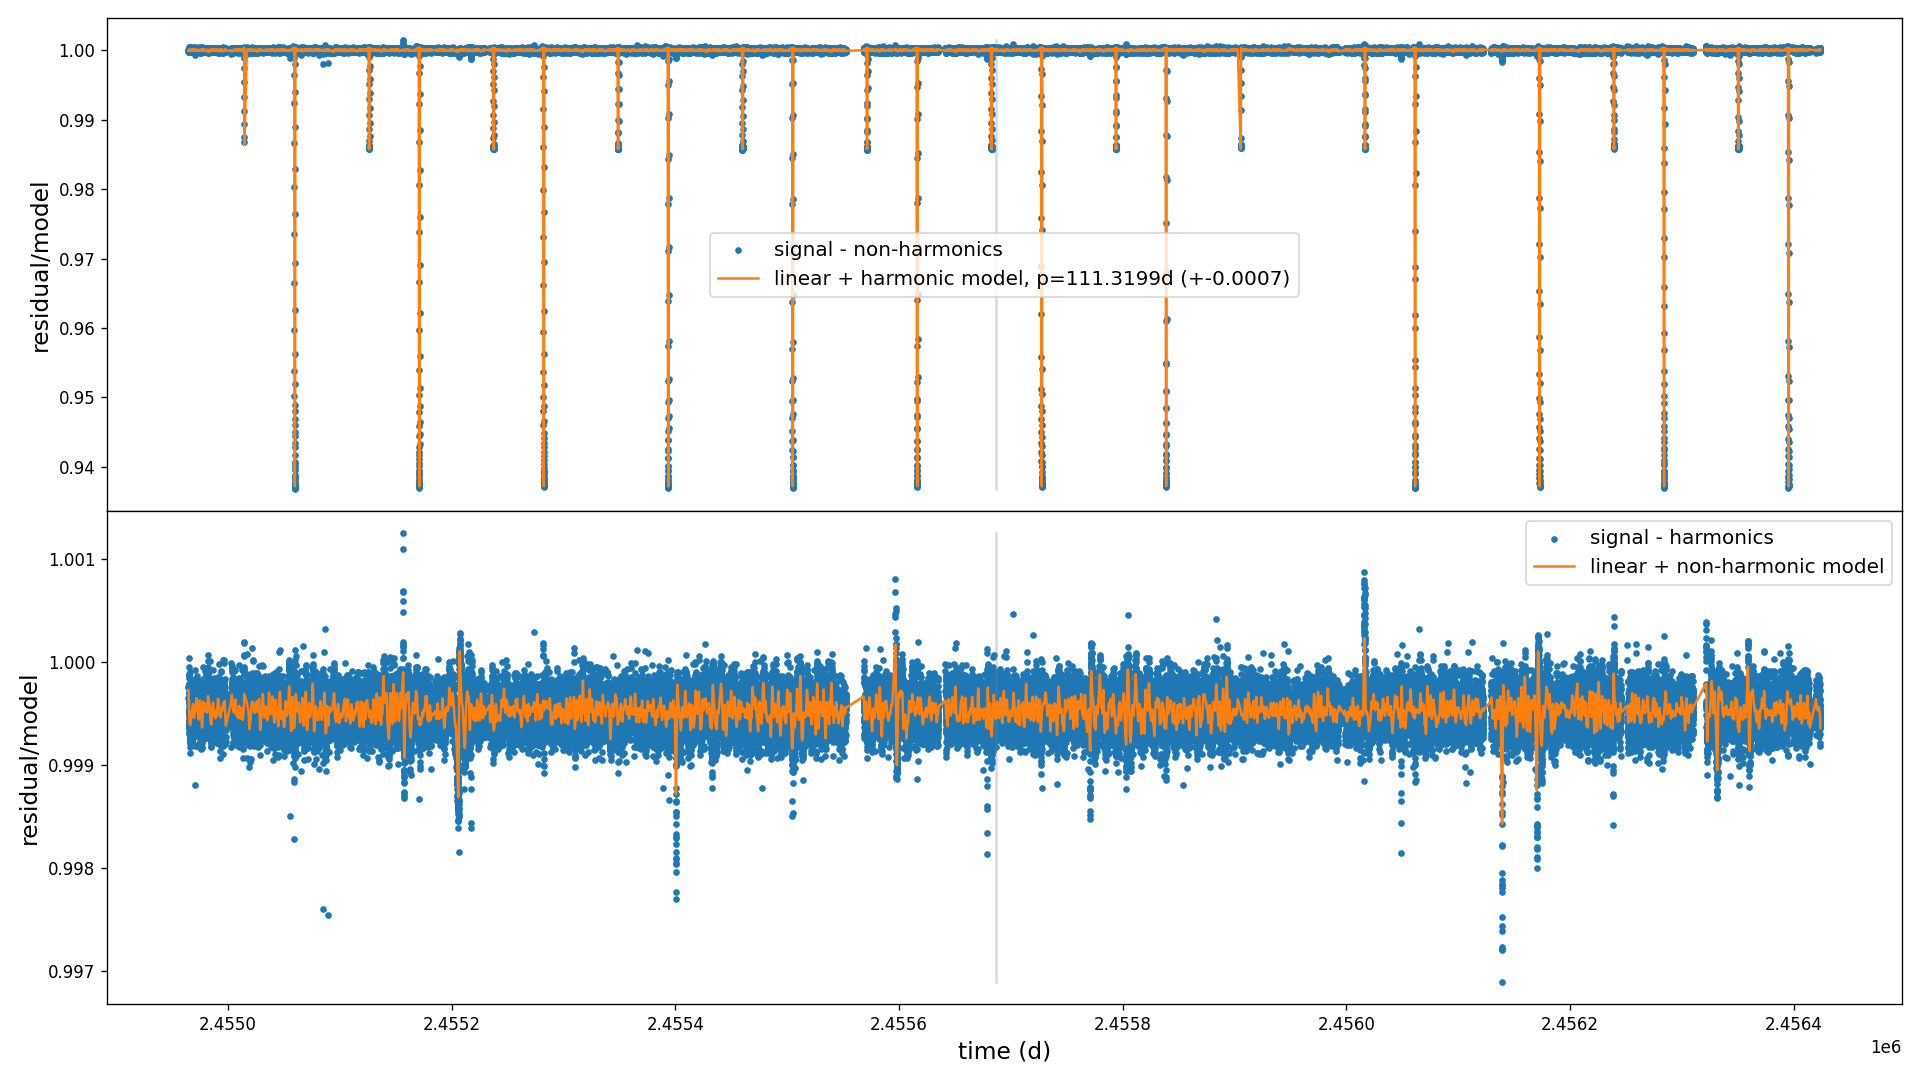 1.00
0.99
0.98
0.97
0.96
0.95
0.94
residual/model
signal - non-harmonics
linear + harmonic model, p=111.3199d (+-0.0007)
1.001
1.000
0.999
0.998
0.997
residual/model
signal - harmonics
linear + non-harmonic model
2.4550
2.4552
2.4554
2.4556
2.4558
2.4560
2.4562
2.4564
1e6
time (d)